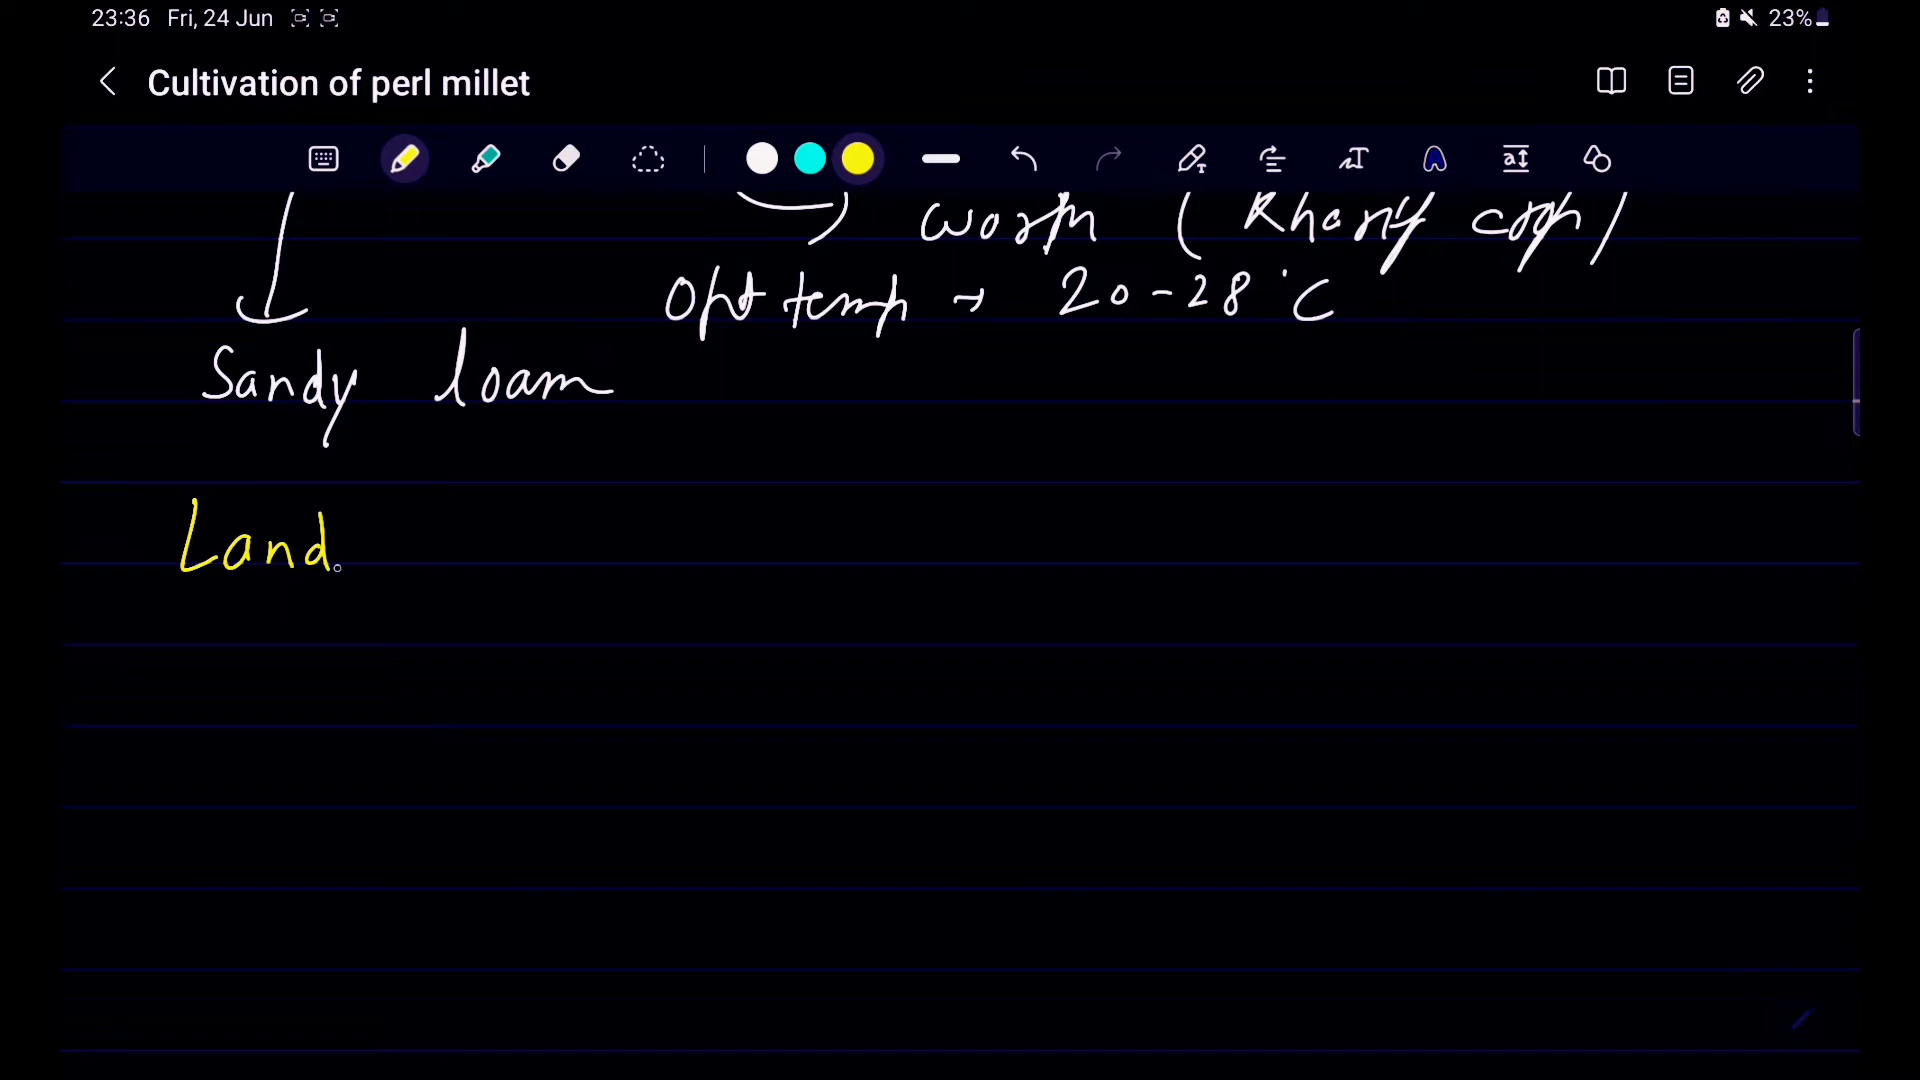 23:36 Fri, 24 Jun 23%
Cultivation of perl millet
worm ( Kharif crop )
Opt temp → 20-28 °C
Sandy loam
Land